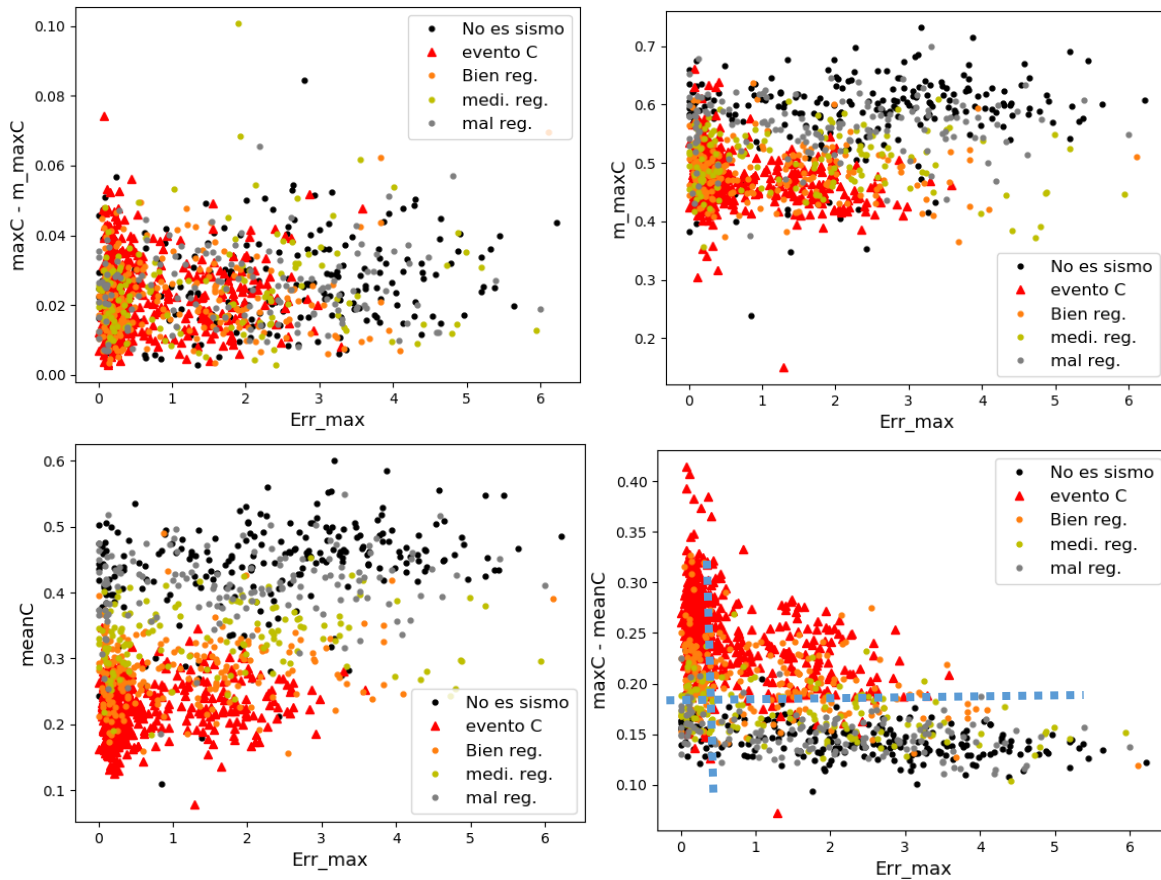 0.10
0.08
0.06
0.04
0.02
0.00
maxC - m_maxC
No es sismo
evento C
Bien reg.
medi. reg.
mal reg.
0 1 2 3 4 5 6
Err_max
0.7
0.6
0.5
0.4
0.3
0.2
m_maxC
No es sismo
evento C
Bien reg.
medi. reg.
mal reg.
0 1 2 3 4 5 6
Err_max
0.6
0.5
0.4
0.3
0.2
0.1
meanC
No es sismo
evento C
Bien reg.
medi. reg.
mal reg.
0 1 2 3 4 5 6
Err_max
0.40
0.35
0.30
0.25
0.20
0.15
0.10
maxC - meanC
No es sismo
evento C
Bien reg.
medi. reg.
mal reg.
0 1 2 3 4 5 6
Err_max